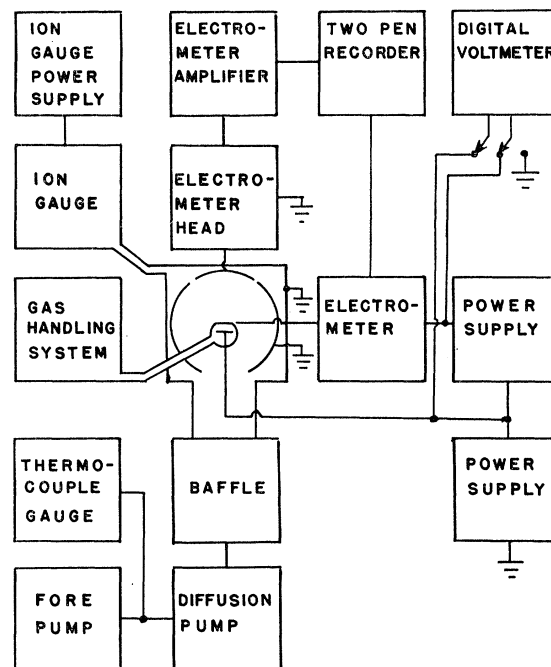 ION
GAUGE
POWER
SUPPLY
ELECTRO-
METER
AMPLIFIER
TWO PEN
RECORDER
DIGITAL
VOLTMETER
ION
GAUGE
ELECTRO-
METER
HEAD
GAS
HANDLING
SYSTEM
ELECTRO-
METER
POWER
SUPPLY
THERMO-
COUPLE
GAUGE
BAFFLE
POWER
SUPPLY
FORE
PUMP
DIFFUSION
PUMP